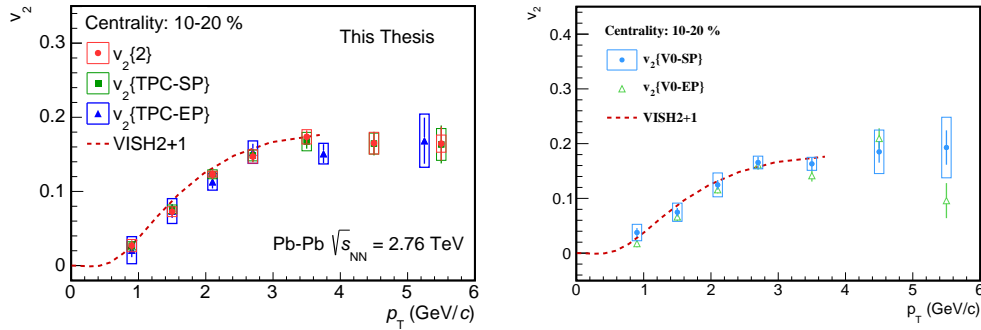 v2
0.3
0.2
0.1
0
Centrality: 10-20 %
This Thesis
v2{2}
v2{TPC-SP}
v2{TPC-EP}
VISH2+1
Pb-Pb √sNN = 2.76 TeV
0 1 2 3 4 5 6
pT (GeV/c)
v2
0.4
0.3
0.2
0.1
0
Centrality: 10-20 %
v2{V0-SP}
v2{V0-EP}
VISH2+1
0 1 2 3 4 5 6
pT (GeV/c)